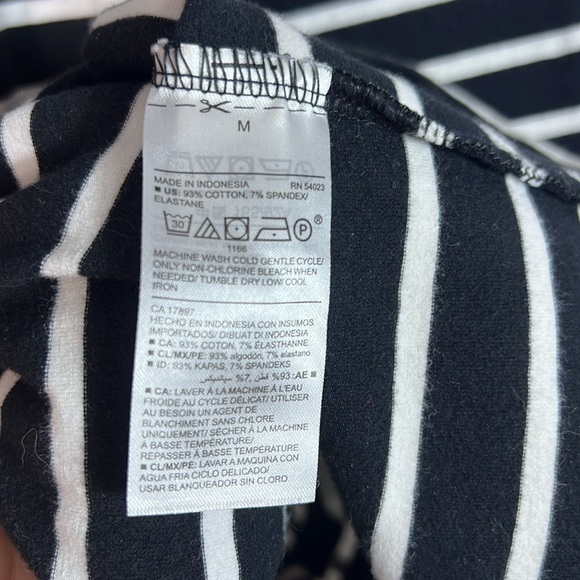 M
MADE IN INDONESIA RN 54023
■ US: 93% COTTON, 7% SPANDEX/
ELASTANE
30 P ®
1166
MACHINE WASH COLD GENTLE CYCLE/
ONLY NON-CHLORINE BLEACH WHEN
NEEDED/ TUMBLE DRY LOW/ COOL
IRON
CA 17897
HECHO EN INDONESIA CON INSUMOS
IMPORTADOS/ DIBUAT DI INDONESIA
■ CA: 93% COTON, 7% ÉLASTHANNE
■ CL/MX/PE: 93% algodón, 7% elastano
■ ID: 93% KAPAS, 7% SPANDEKS
■ AE: %93 قطن, 7% سباندیکس
■ CA: LAVER À LA MACHINE À L'EAU
FROIDE AU CYCLE DÉLICAT/ UTILISER
AU BESOIN UN AGENT DE
BLANCHIMENT SANS CHLORE
UNIQUEMENT/ SÉCHER À LA MACHINE
À BASSE TEMPÉRATURE/
REPASSER À BASSE TEMPÉRATURE
■ CL/MX/PE: LAVAR A MAQUINA CON
AGUA FRIA CICLO DELICADO/
USAR BLANQUEADOR SIN CLORO